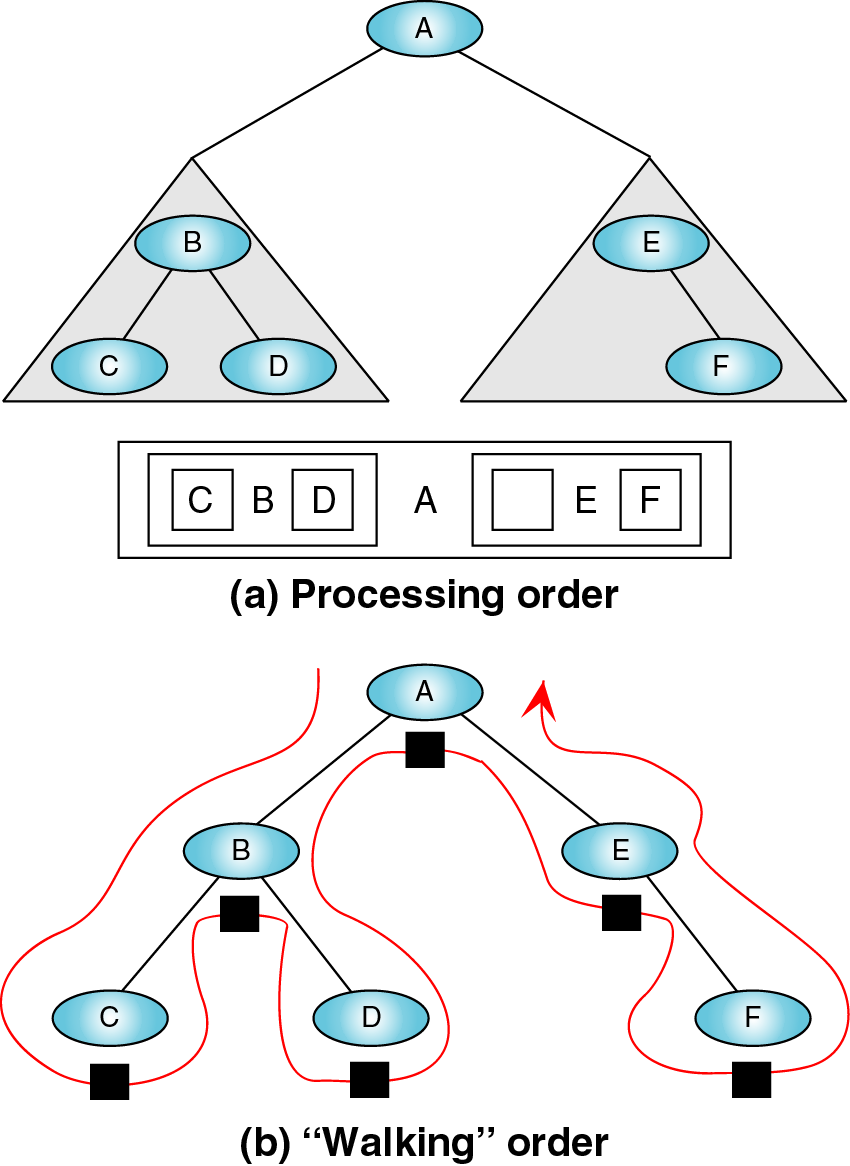 A
B
E
C
D
F
C B D A E F
(a) Processing order
A
B
E
C
D
F
(b) “Walking” order